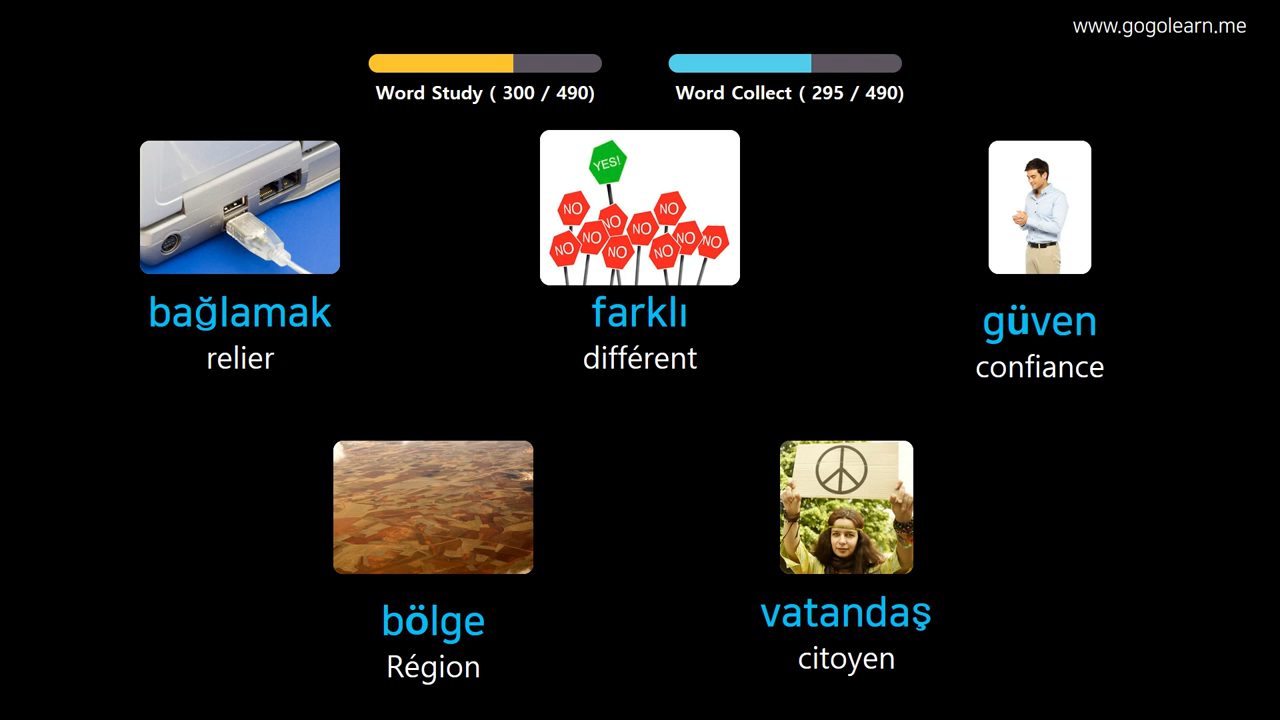 www.gogolearn.me
Word Study ( 300 / 490)
Word Collect ( 295 / 490)
YES!
NO
NO
NO
NO
NO
NO
NO
NO
NO
NO
bağlamak
relier
farklı
différent
güven
confiance
bölge
Région
vatandaş
citoyen